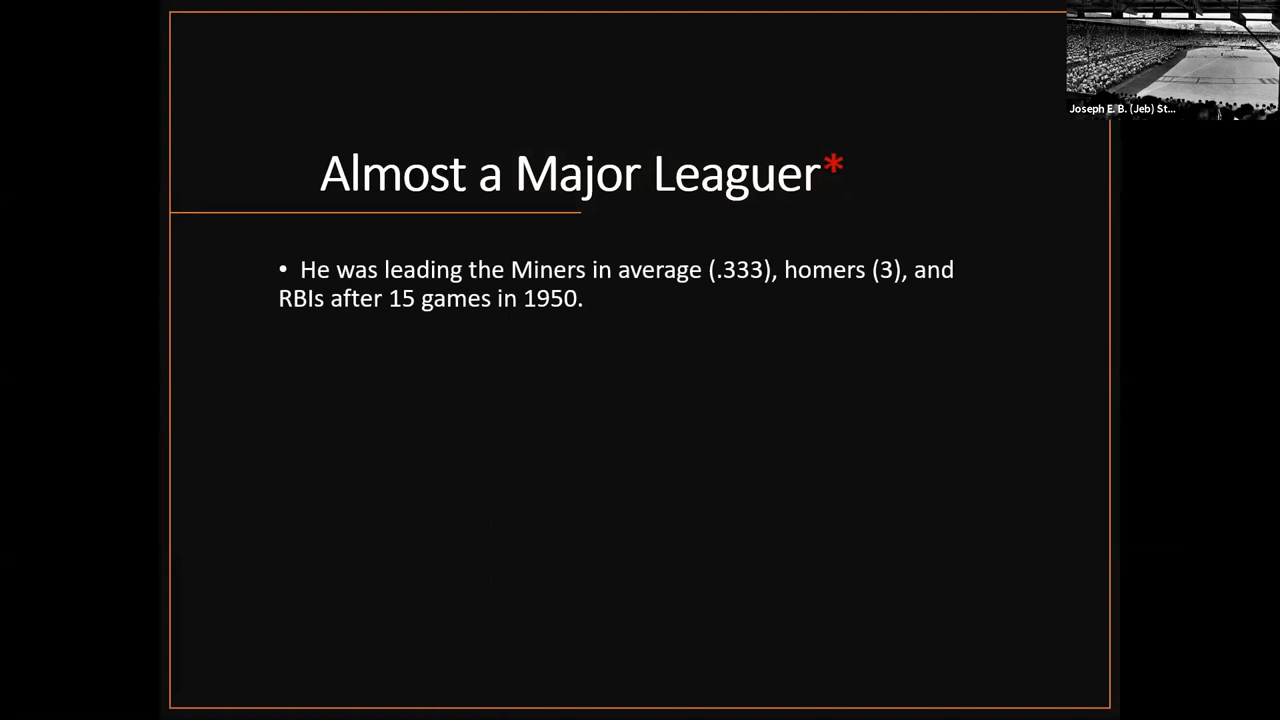 Joseph E. B. (Jeb) St...
Almost a Major Leaguer*
• He was leading the Miners in average (.333), homers (3), and
RBIs after 15 games in 1950.